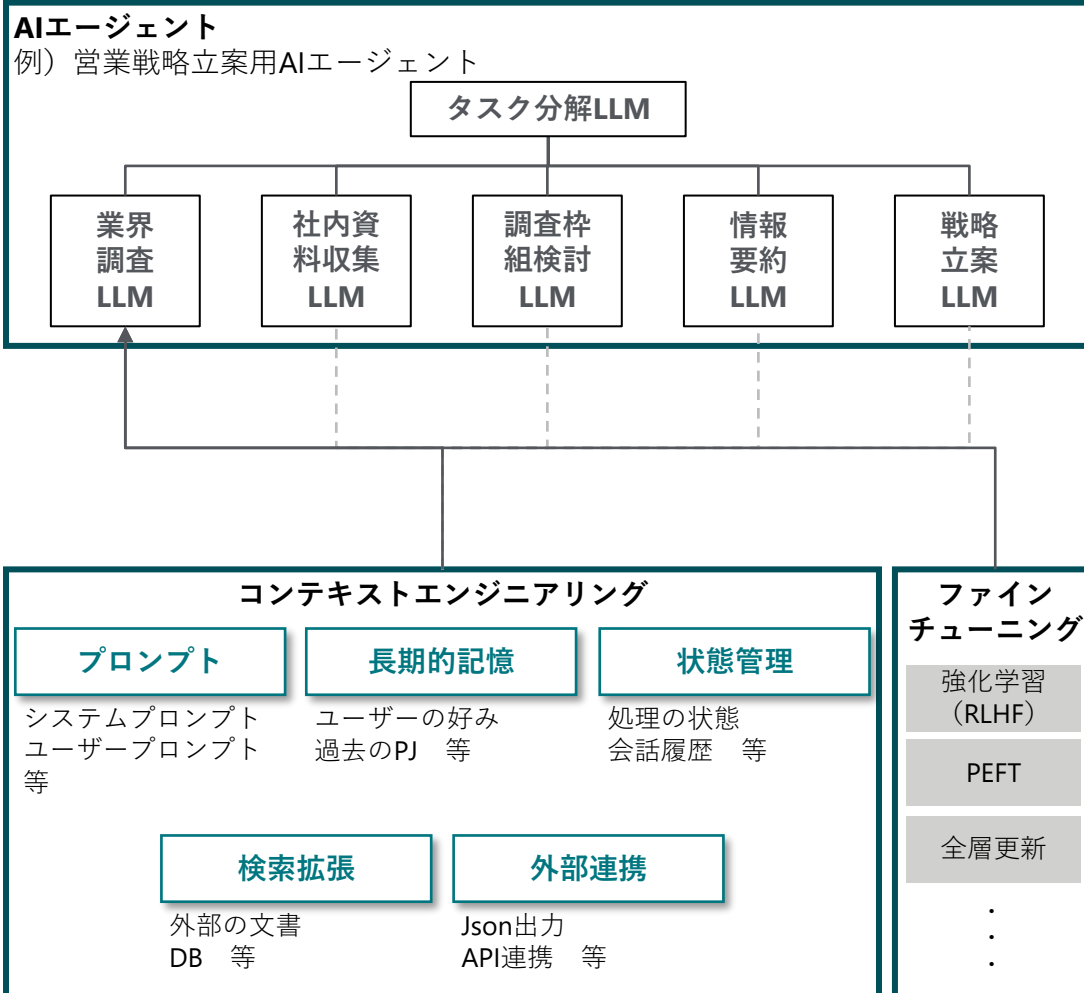 AIエージェント
例）営業戦略立案用AIエージェント
タスク分解LLM
業界
調査
LLM
社内資
料収集
LLM
調査枠
組検討
LLM
情報
要約
LLM
戦略
立案
LLM
コンテキストエンジニアリング
プロンプト
システムプロンプト
ユーザープロンプト
等
長期的記憶
ユーザーの好み
過去のPJ　等
状態管理
処理の状態
会話履歴　等
検索拡張
外部の文書
DB　等
外部連携
Json出力
API連携　等
ファイン
チューニング
強化学習
（RLHF）
PEFT
全層更新
・
・
・